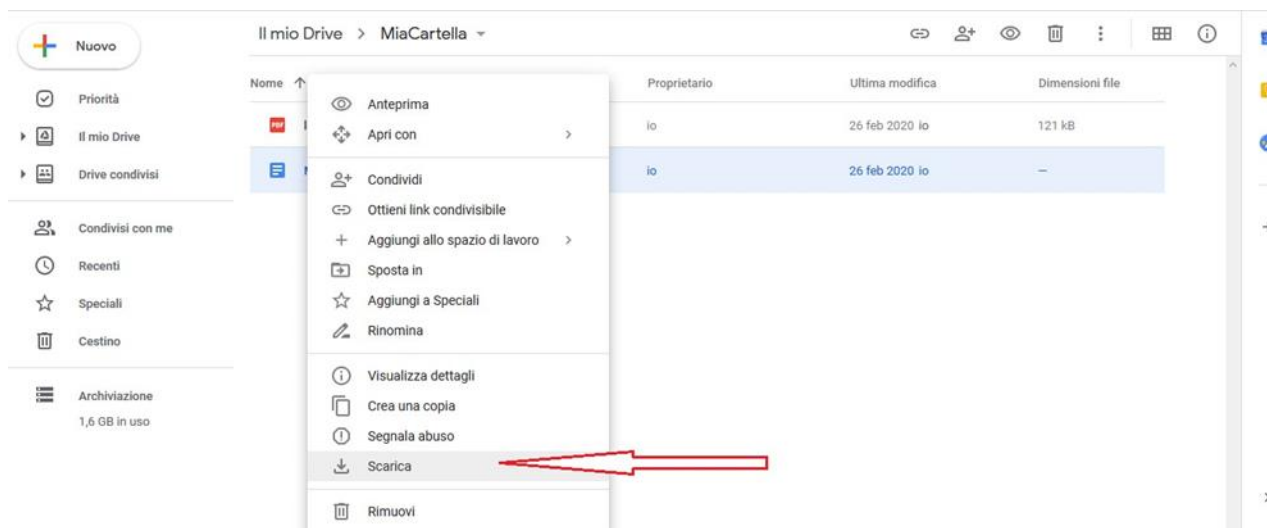 Nuovo
Il mio Drive > MiaCartella
Nome
Proprietario
Ultima modifica
Dimensioni file
PDF
io
26 feb 2020 io
121 kB
io
26 feb 2020 io
–
Priorità
Il mio Drive
Drive condivisi
Condivisi con me
Recenti
Speciali
Cestino
Archiviazione
1,6 GB in uso
Anteprima
Apri con
Condividi
Ottieni link condivisibile
Aggiungi allo spazio di lavoro
Sposta in
Aggiungi a Speciali
Rinomina
Visualizza dettagli
Crea una copia
Segnala abuso
Scarica
Rimuovi